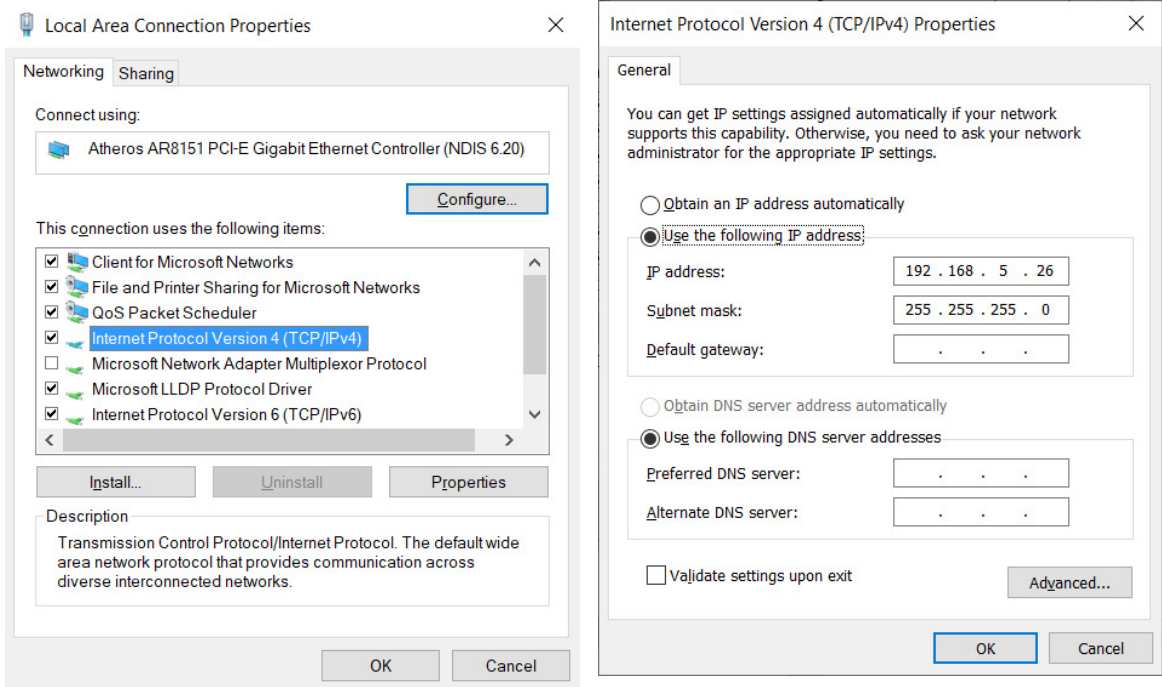 Local Area Connection Properties
Networking
Sharing
Connect using:
Atheros AR8151 PCI-E Gigabit Ethernet Controller (NDIS 6.20)
Configure...
This connection uses the following items:
Client for Microsoft Networks
File and Printer Sharing for Microsoft Networks
QoS Packet Scheduler
Internet Protocol Version 4 (TCP/IPv4)
Microsoft Network Adapter Multiplexor Protocol
Microsoft LLDP Protocol Driver
Internet Protocol Version 6 (TCP/IPv6)
Install...
Uninstall
Properties
Description
Transmission Control Protocol/Internet Protocol. The default wide
area network protocol that provides communication across
diverse interconnected networks.
OK
Cancel
Internet Protocol Version 4 (TCP/IPv4) Properties
General
You can get IP settings assigned automatically if your network
supports this capability. Otherwise, you need to ask your network
administrator for the appropriate IP settings.
Obtain an IP address automatically
Use the following IP address
IP address: 192 . 168 . 5 . 26
Subnet mask: 255 . 255 . 255 . 0
Default gateway: . . .
Obtain DNS server address automatically
Use the following DNS server addresses
Preferred DNS server: . . .
Alternate DNS server: . . .
Validate settings upon exit
Advanced...
OK
Cancel